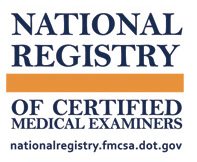 NATIONAL
REGISTRY
OF CERTIFIED
MEDICAL EXAMINERS
nationalregistry.fmcsa.dot.gov